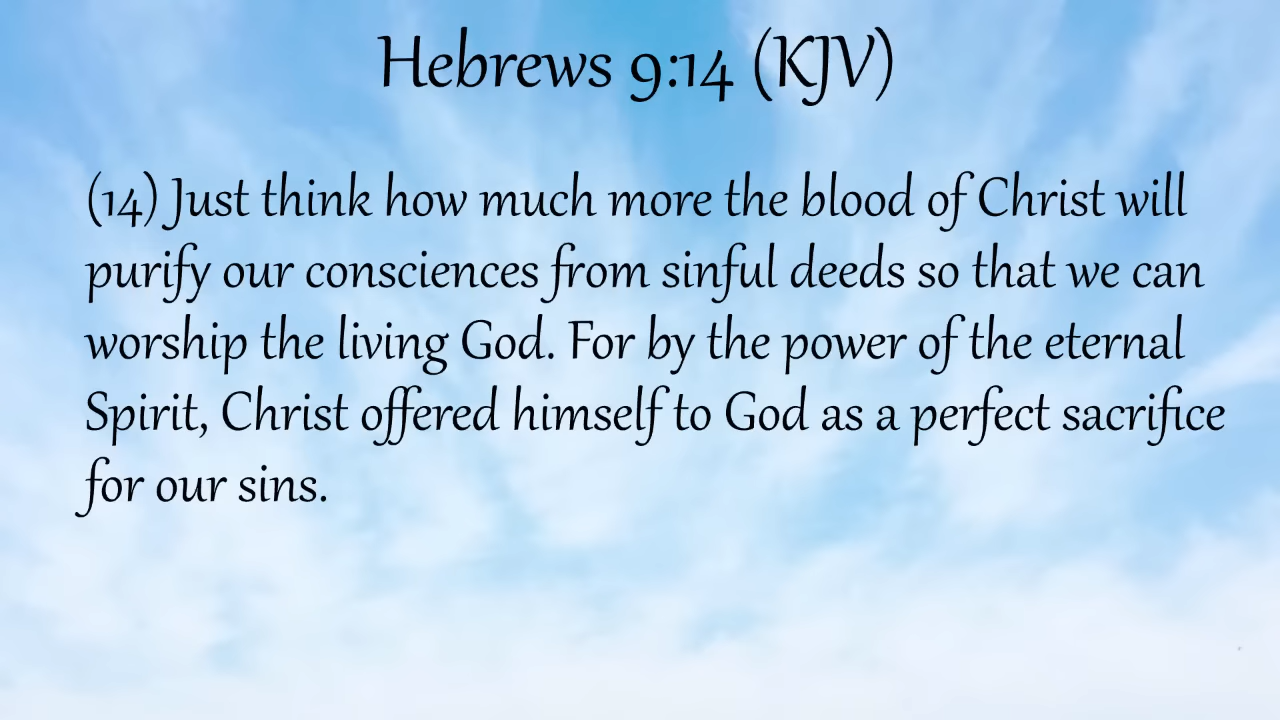 Hebrews 9:14 (KJV)
(14) Just think how much more the blood of Christ will
purify our consciences from sinful deeds so that we can
worship the living God. For by the power of the eternal
Spirit, Christ offered himself to God as a perfect sacrifice
for our sins.